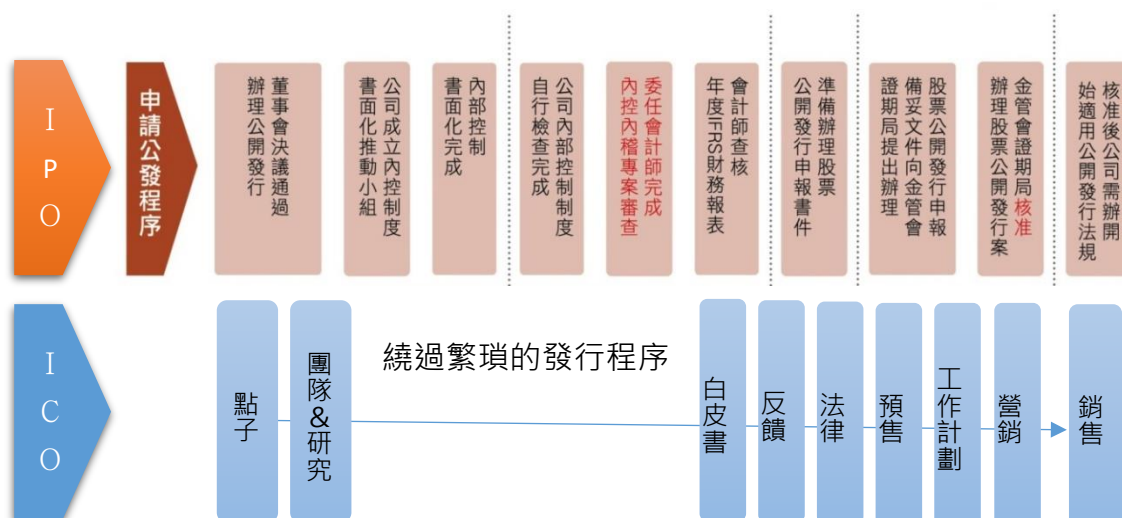 IPO
申請公發程序
董事會決議通過
辦理公開發行
公司成立內控制度
書面化推動小組
內部控制
書面化完成
公司內部控制制度
自行檢查完成
委任會計師完成
內控內稽專案審查
會計師查核
年度IFRS財務報表
準備辦理股票
公開發行申報書件
股票公開發行申報
備妥文件向金管會
證期局提出辦理
金管會證期局核准
辦理股票公開發行案
核准後公司需辦開
始適用公開發行法規
ICO
點子
團隊&研究
繞過繁瑣的發行程序
白皮書
反饋
法律
預售
工作計劃
營銷
銷售